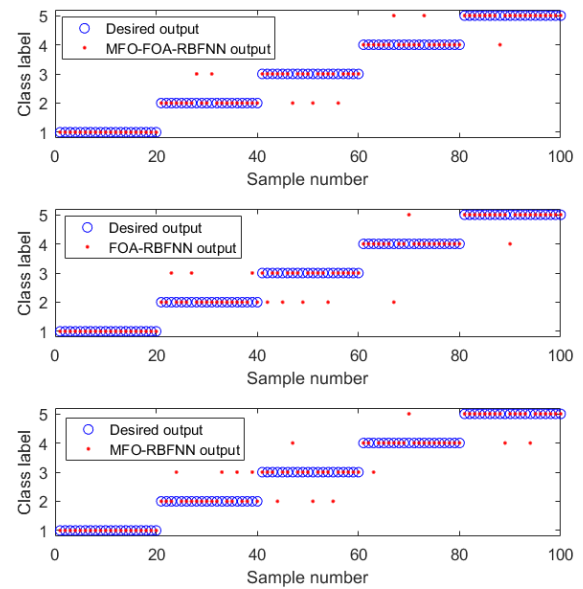 5
4
3
2
1
Class label
Desired output
MFO-FOA-RBFNN output
0 20 40 60 80 100
Sample number
5
4
3
2
1
Class label
Desired output
FOA-RBFNN output
0 20 40 60 80 100
Sample number
5
4
3
2
1
Class label
Desired output
MFO-RBFNN output
0 20 40 60 80 100
Sample number